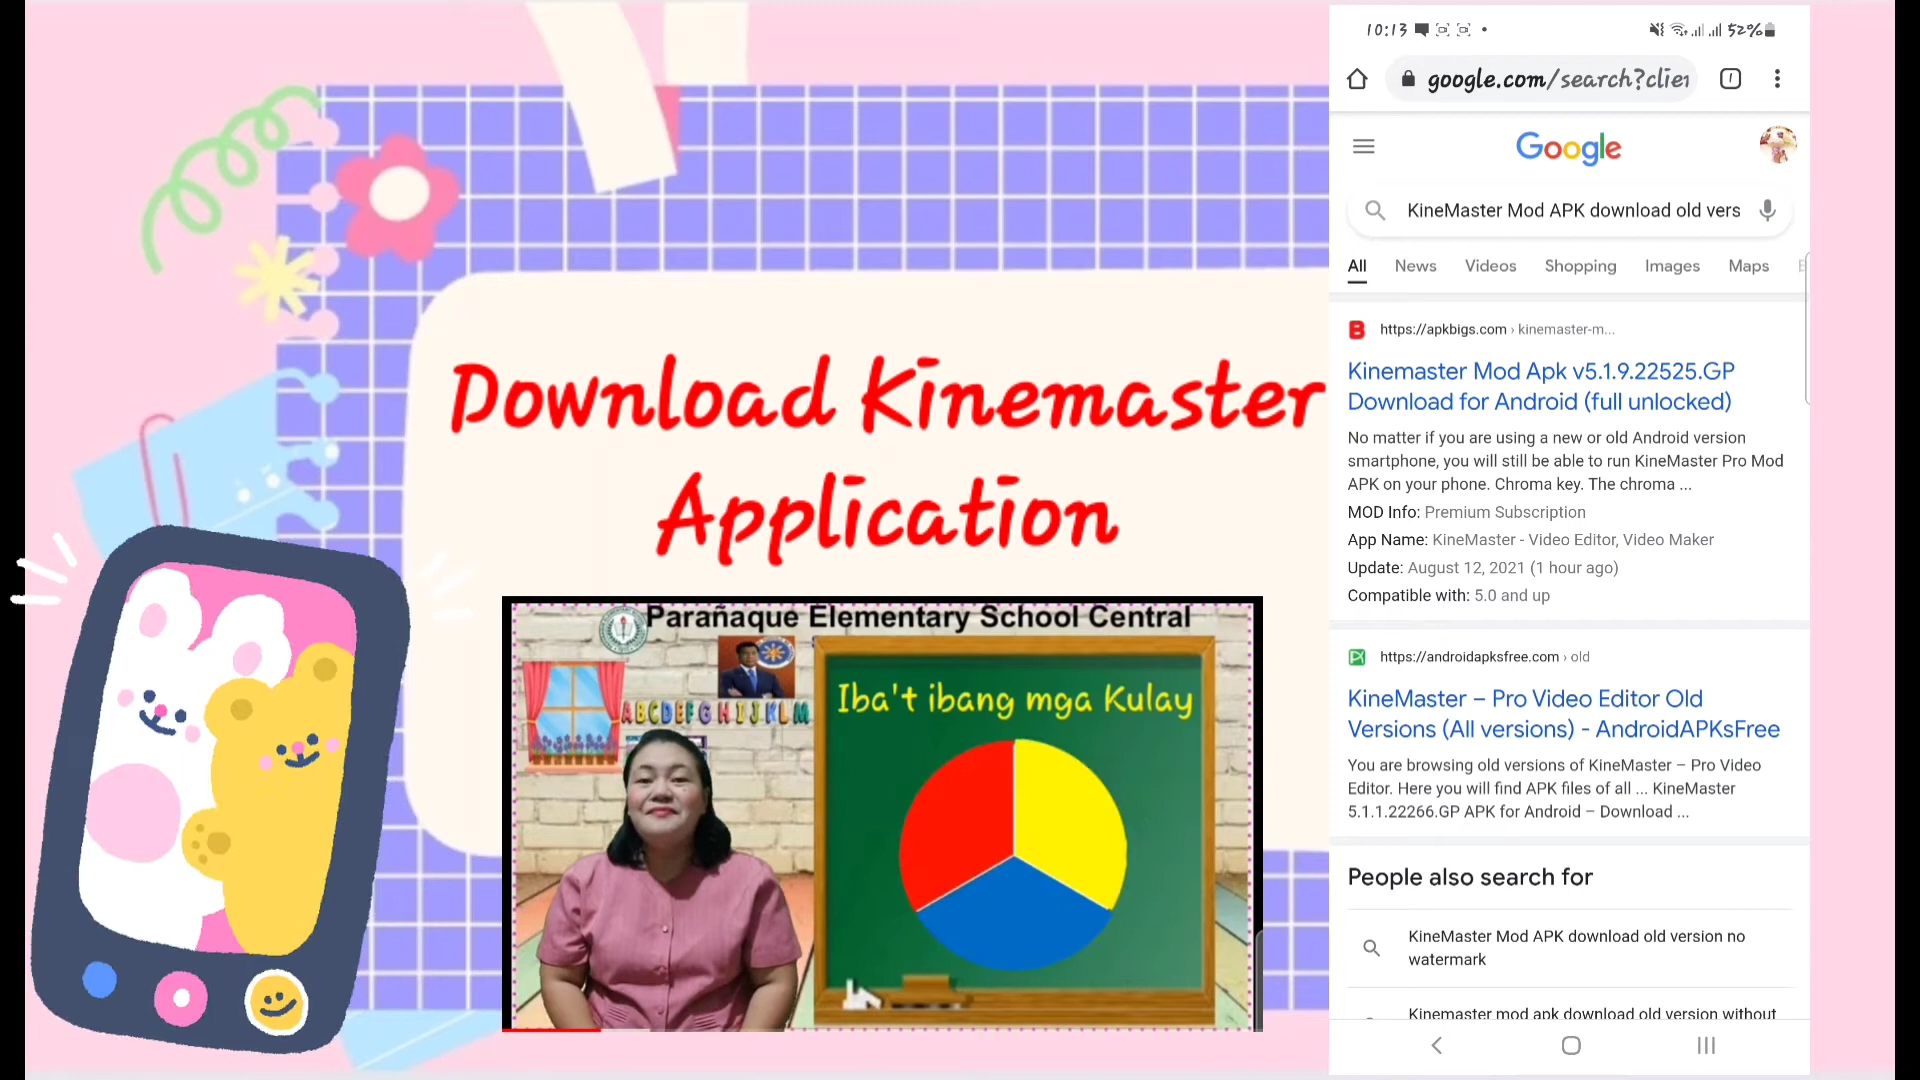 Download Kinemaster
Application
Parañaque Elementary School Central
ABCDEFGHIJKLM
Iba't ibang mga Kulay
10:13
52%
google.com/search?clie
Google
KineMaster Mod APK download old vers
All News Videos Shopping Images Maps
https://apkbigs.com › kinemaster-m...
Kinemaster Mod Apk v5.1.9.22525.GP
Download for Android (full unlocked)
No matter if you are using a new or old Android version
smartphone, you will still be able to run KineMaster Pro Mod
APK on your phone. Chroma key. The chroma ...
MOD Info: Premium Subscription
App Name: KineMaster - Video Editor, Video Maker
Update: August 12, 2021 (1 hour ago)
Compatible with: 5.0 and up
https://androidapksfree.com › old
KineMaster – Pro Video Editor Old
Versions (All versions) - AndroidAPKsFree
You are browsing old versions of KineMaster – Pro Video
Editor. Here you will find APK files of all ... KineMaster
5.1.1.22266.GP APK for Android – Download ...
People also search for
KineMaster Mod APK download old version no
watermark
Kinemaster mod apk download old version without